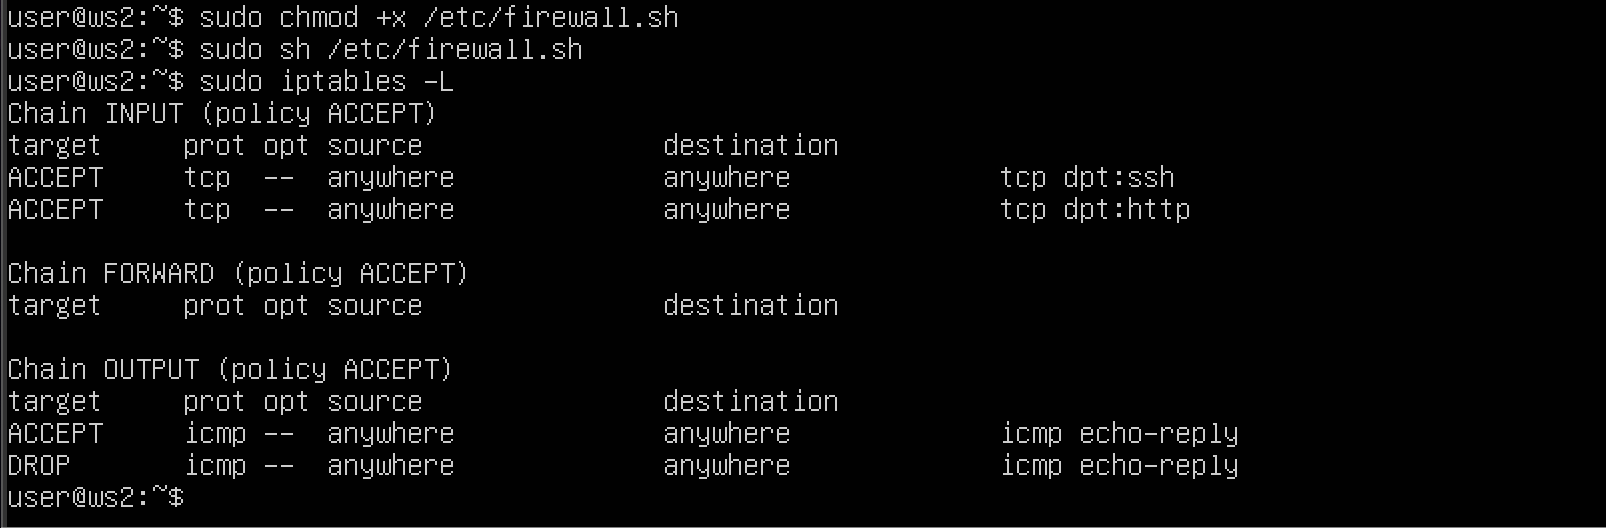 user@ws2:~$ sudo chmod +x /etc/firewall.sh
user@ws2:~$ sudo sh /etc/firewall.sh
user@ws2:~$ sudo iptables -L
Chain INPUT (policy ACCEPT)
target     prot opt source               destination
ACCEPT     tcp  --  anywhere             anywhere             tcp dpt:ssh
ACCEPT     tcp  --  anywhere             anywhere             tcp dpt:http

Chain FORWARD (policy ACCEPT)
target     prot opt source               destination

Chain OUTPUT (policy ACCEPT)
target     prot opt source               destination
ACCEPT     icmp --  anywhere             anywhere             icmp echo-reply
DROP       icmp --  anywhere             anywhere             icmp echo-reply
user@ws2:~$